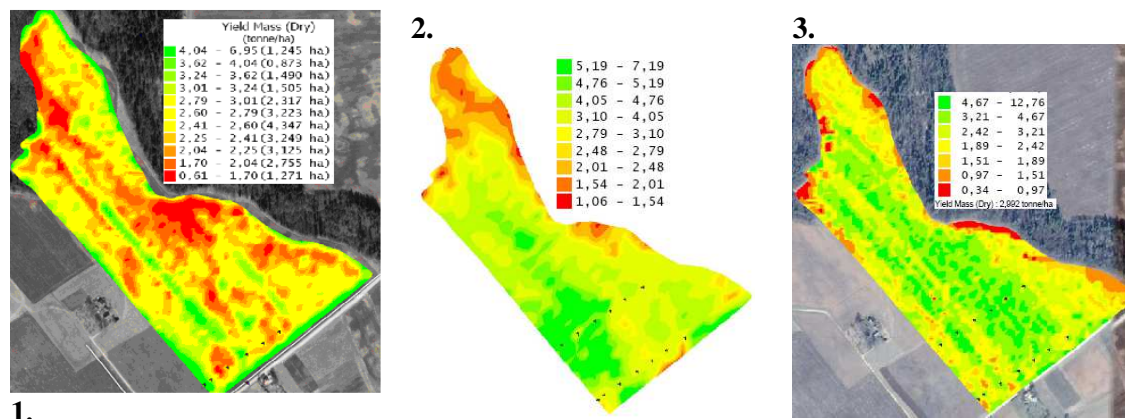 Yield Mass (Dry)
(tonne/ha)
4,04 - 6,95 (1,245 ha)
3,62 - 4,04 (0,873 ha)
3,24 - 3,62 (1,490 ha)
3,01 - 3,24 (1,505 ha)
2,79 - 3,01 (2,317 ha)
2,60 - 2,79 (3,223 ha)
2,41 - 2,60 (4,347 ha)
2,25 - 2,41 (3,249 ha)
2,04 - 2,25 (3,125 ha)
1,70 - 2,04 (2,755 ha)
0,61 - 1,70 (1,271 ha)
1.
2.
5,19 - 7,19
4,76 - 5,19
4,05 - 4,76
3,10 - 4,05
2,79 - 3,10
2,48 - 2,79
2,01 - 2,48
1,54 - 2,01
1,06 - 1,54
3.
4,67 - 12,76
3,21 - 4,67
2,42 - 3,21
1,89 - 2,42
1,51 - 1,89
0,97 - 1,51
0,34 - 0,97
Yield Mass (Dry) : 2,992 tonne/ha